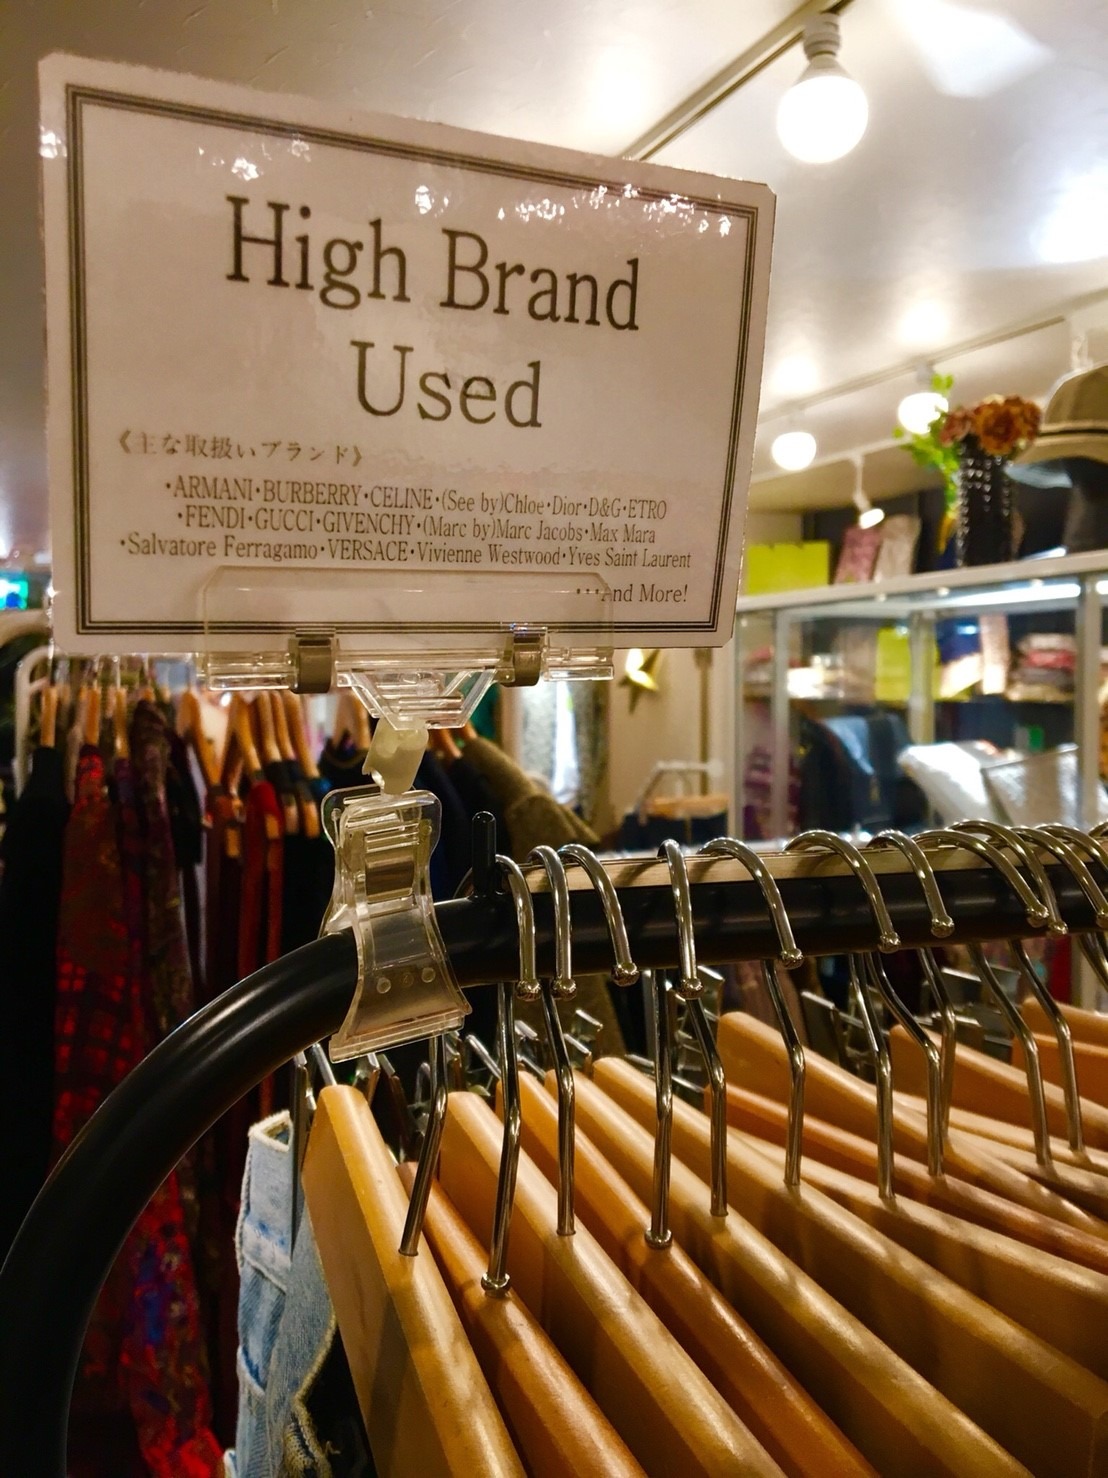 High Brand
Used
《主な取扱いブランド》
・ARMANI・BURBERRY・CELINE・(See by)Chloe・Dior・D&G・ETRO
・FENDI・GUCCI・GIVENCHY・(Marc by)Marc Jacobs・Max Mara
・Salvatore Ferragamo・VERSACE・Vivienne Westwood・Yves Saint Laurent
・・・And More!